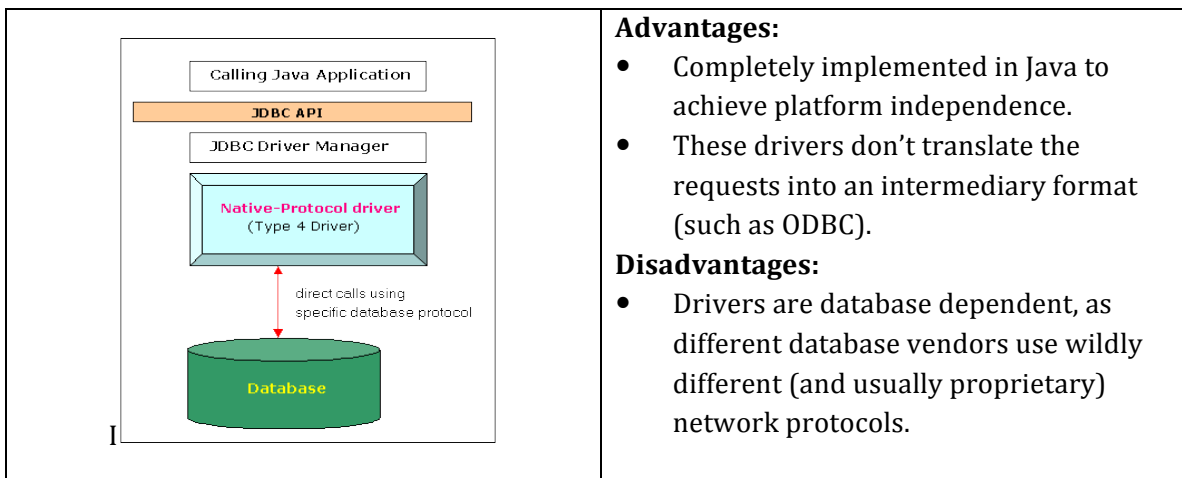 Calling Java Application
JDBC API
JDBC Driver Manager
Native-Protocol driver
(Type 4 Driver)
direct calls using
specific database protocol
Database
I
Advantages:
• Completely implemented in Java to
achieve platform independence.
• These drivers don’t translate the
requests into an intermediary format
(such as ODBC).
Disadvantages:
• Drivers are database dependent, as
different database vendors use wildly
different (and usually proprietary)
network protocols.